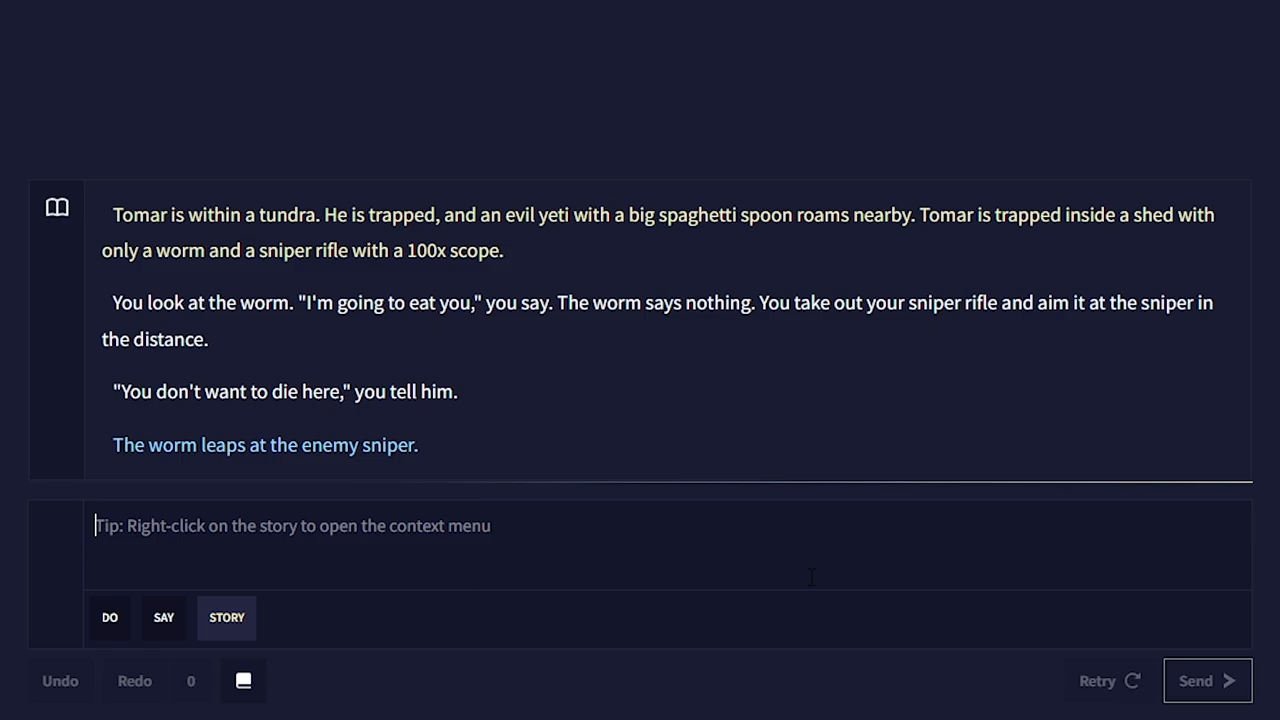 Tomar is within a tundra. He is trapped, and an evil yeti with a big spaghetti spoon roams nearby. Tomar is trapped inside a shed with
only a worm and a sniper rifle with a 100x scope.
You look at the worm. "I'm going to eat you," you say. The worm says nothing. You take out your sniper rifle and aim it at the sniper in
the distance.
"You don't want to die here," you tell him.
The worm leaps at the enemy sniper.
Tip: Right-click on the story to open the context menu
DO SAY STORY
Undo Redo 0 Retry Send